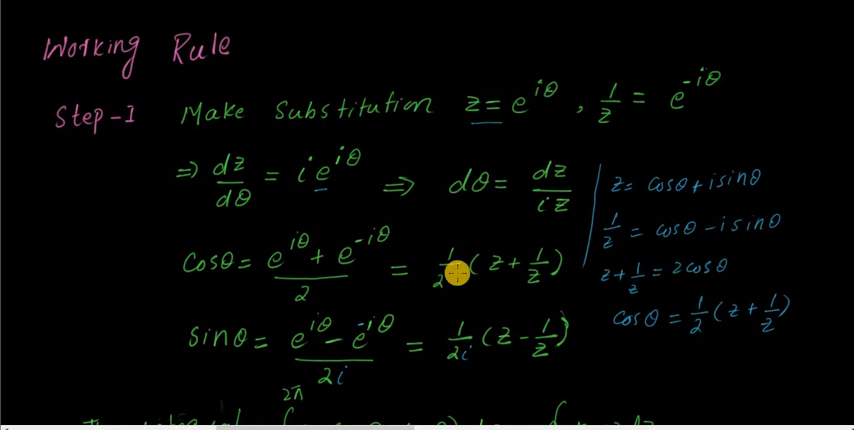 Working Rule
Step-1 Make Substitution z = e^{iθ}, 1/z = e^{-iθ}
⇒ dz/dθ = i e^{iθ} ⇒ dθ = dz/iz
cosθ = (e^{iθ} + e^{-iθ})/2 = 1/2 (z + 1/z)
sinθ = (e^{iθ} - e^{-iθ})/2i = 1/2i (z - 1/z)
z = cosθ + i sinθ
1/z = cosθ - i sinθ
z + 1/z = 2cosθ
cosθ = 1/2 (z + 1/z)
2π